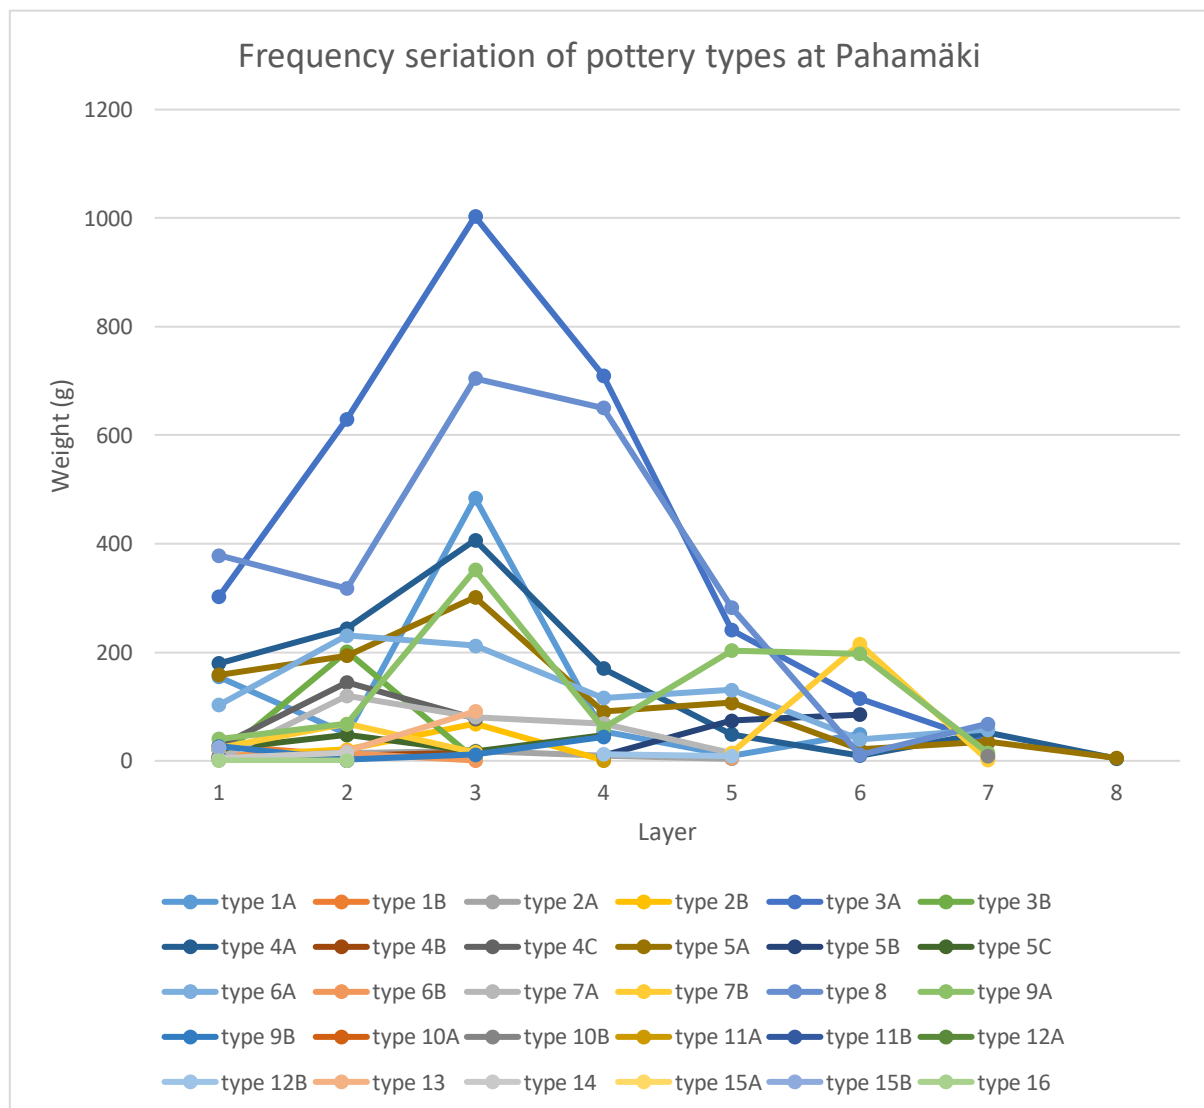 Frequency seriation of pottery types at Pahamäki
1200
1000
800
600
400
200
0
Weight (g)
1 2 3 4 5 6 7 8
Layer
type 1A type 1B type 2A type 2B type 3A type 3B
type 4A type 4B type 4C type 5A type 5B type 5C
type 6A type 6B type 7A type 7B type 8 type 9A
type 9B type 10A type 10B type 11A type 11B type 12A
type 12B type 13 type 14 type 15A type 15B type 16